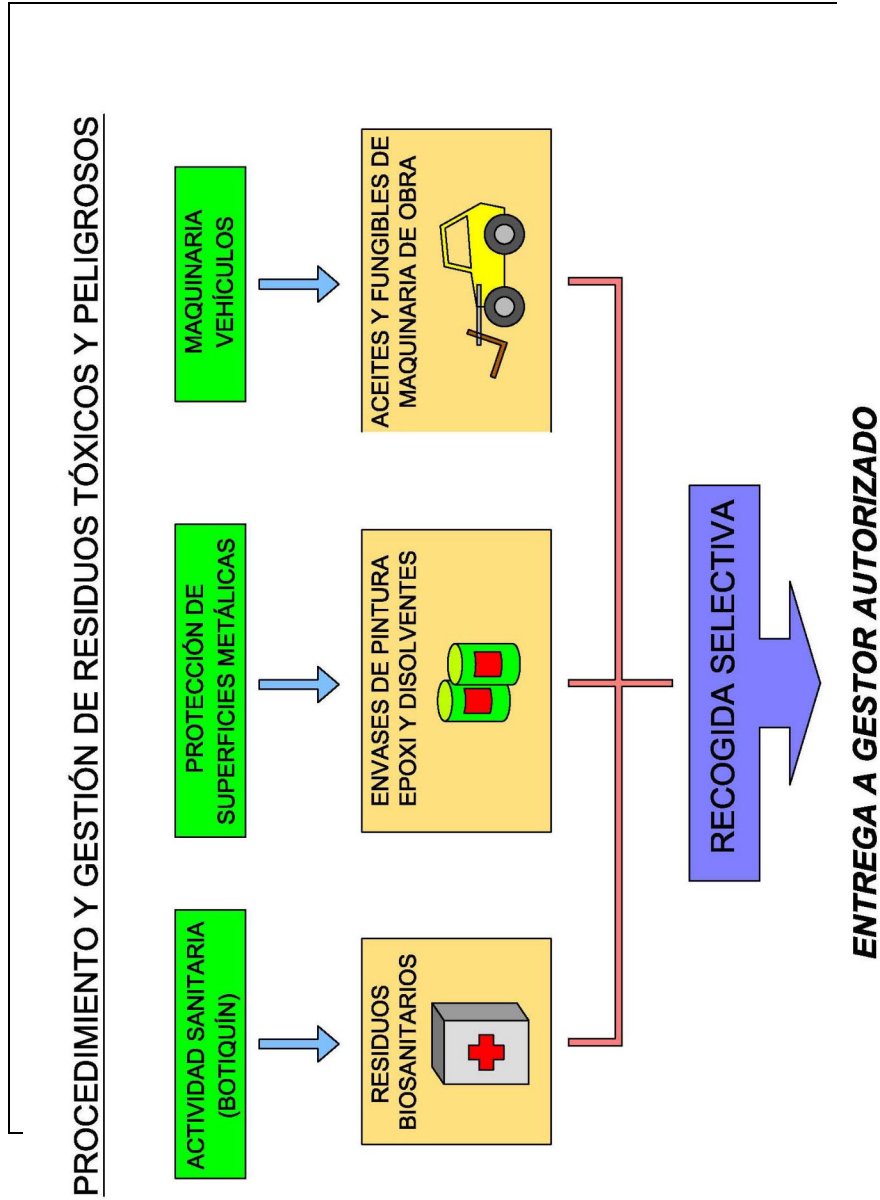 PROCEDIMIENTO Y GESTIÓN DE RESIDUOS TÓXICOS Y PELIGROSOS
ACTIVIDAD SANITARIA
(BOTIQUÍN)
PROTECCIÓN DE
SUPERFICIES METÁLICAS
MAQUINARIA
VEHÍCULOS
RESIDUOS
BIOSANITARIOS
ENVASES DE PINTURA
EPOXI Y DISOLVENTES
ACEITES Y FUNGIBLES DE
MAQUINARIA DE OBRA
RECOGIDA SELECTIVA
ENTREGA A GESTOR AUTORIZADO